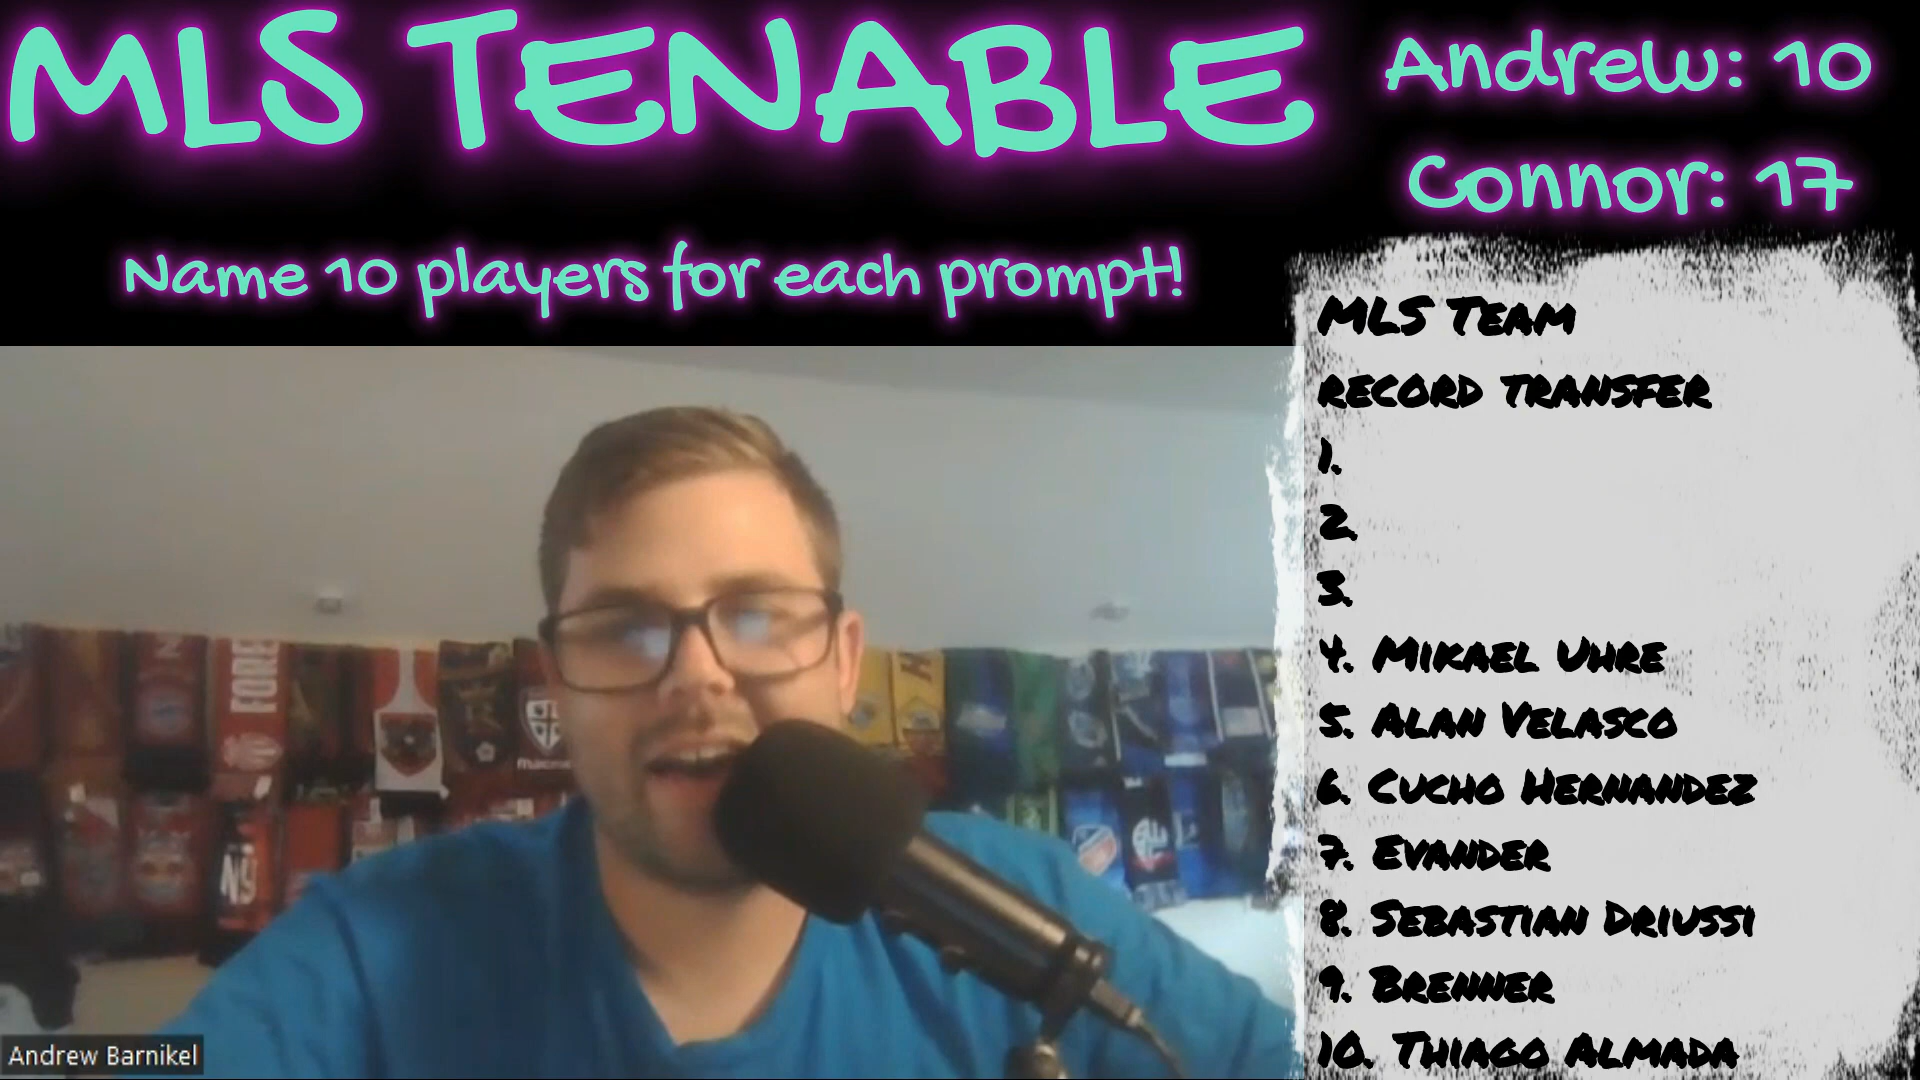 MLS TENABLE
Andrew: 10
Connor: 17
Name 10 players for each prompt!
MLS TEAM
RECORD TRANSFER
1.
2.
3.
4. MIKAEL UHRE
5. ALAN VELASCO
6. CUCHO HERNANDEZ
7. EVANDER
8. SEBASTIAN DRIUSSI
9. BRENNER
10. THIAGO ALMADA
FORE
N9
Andrew Barnikel